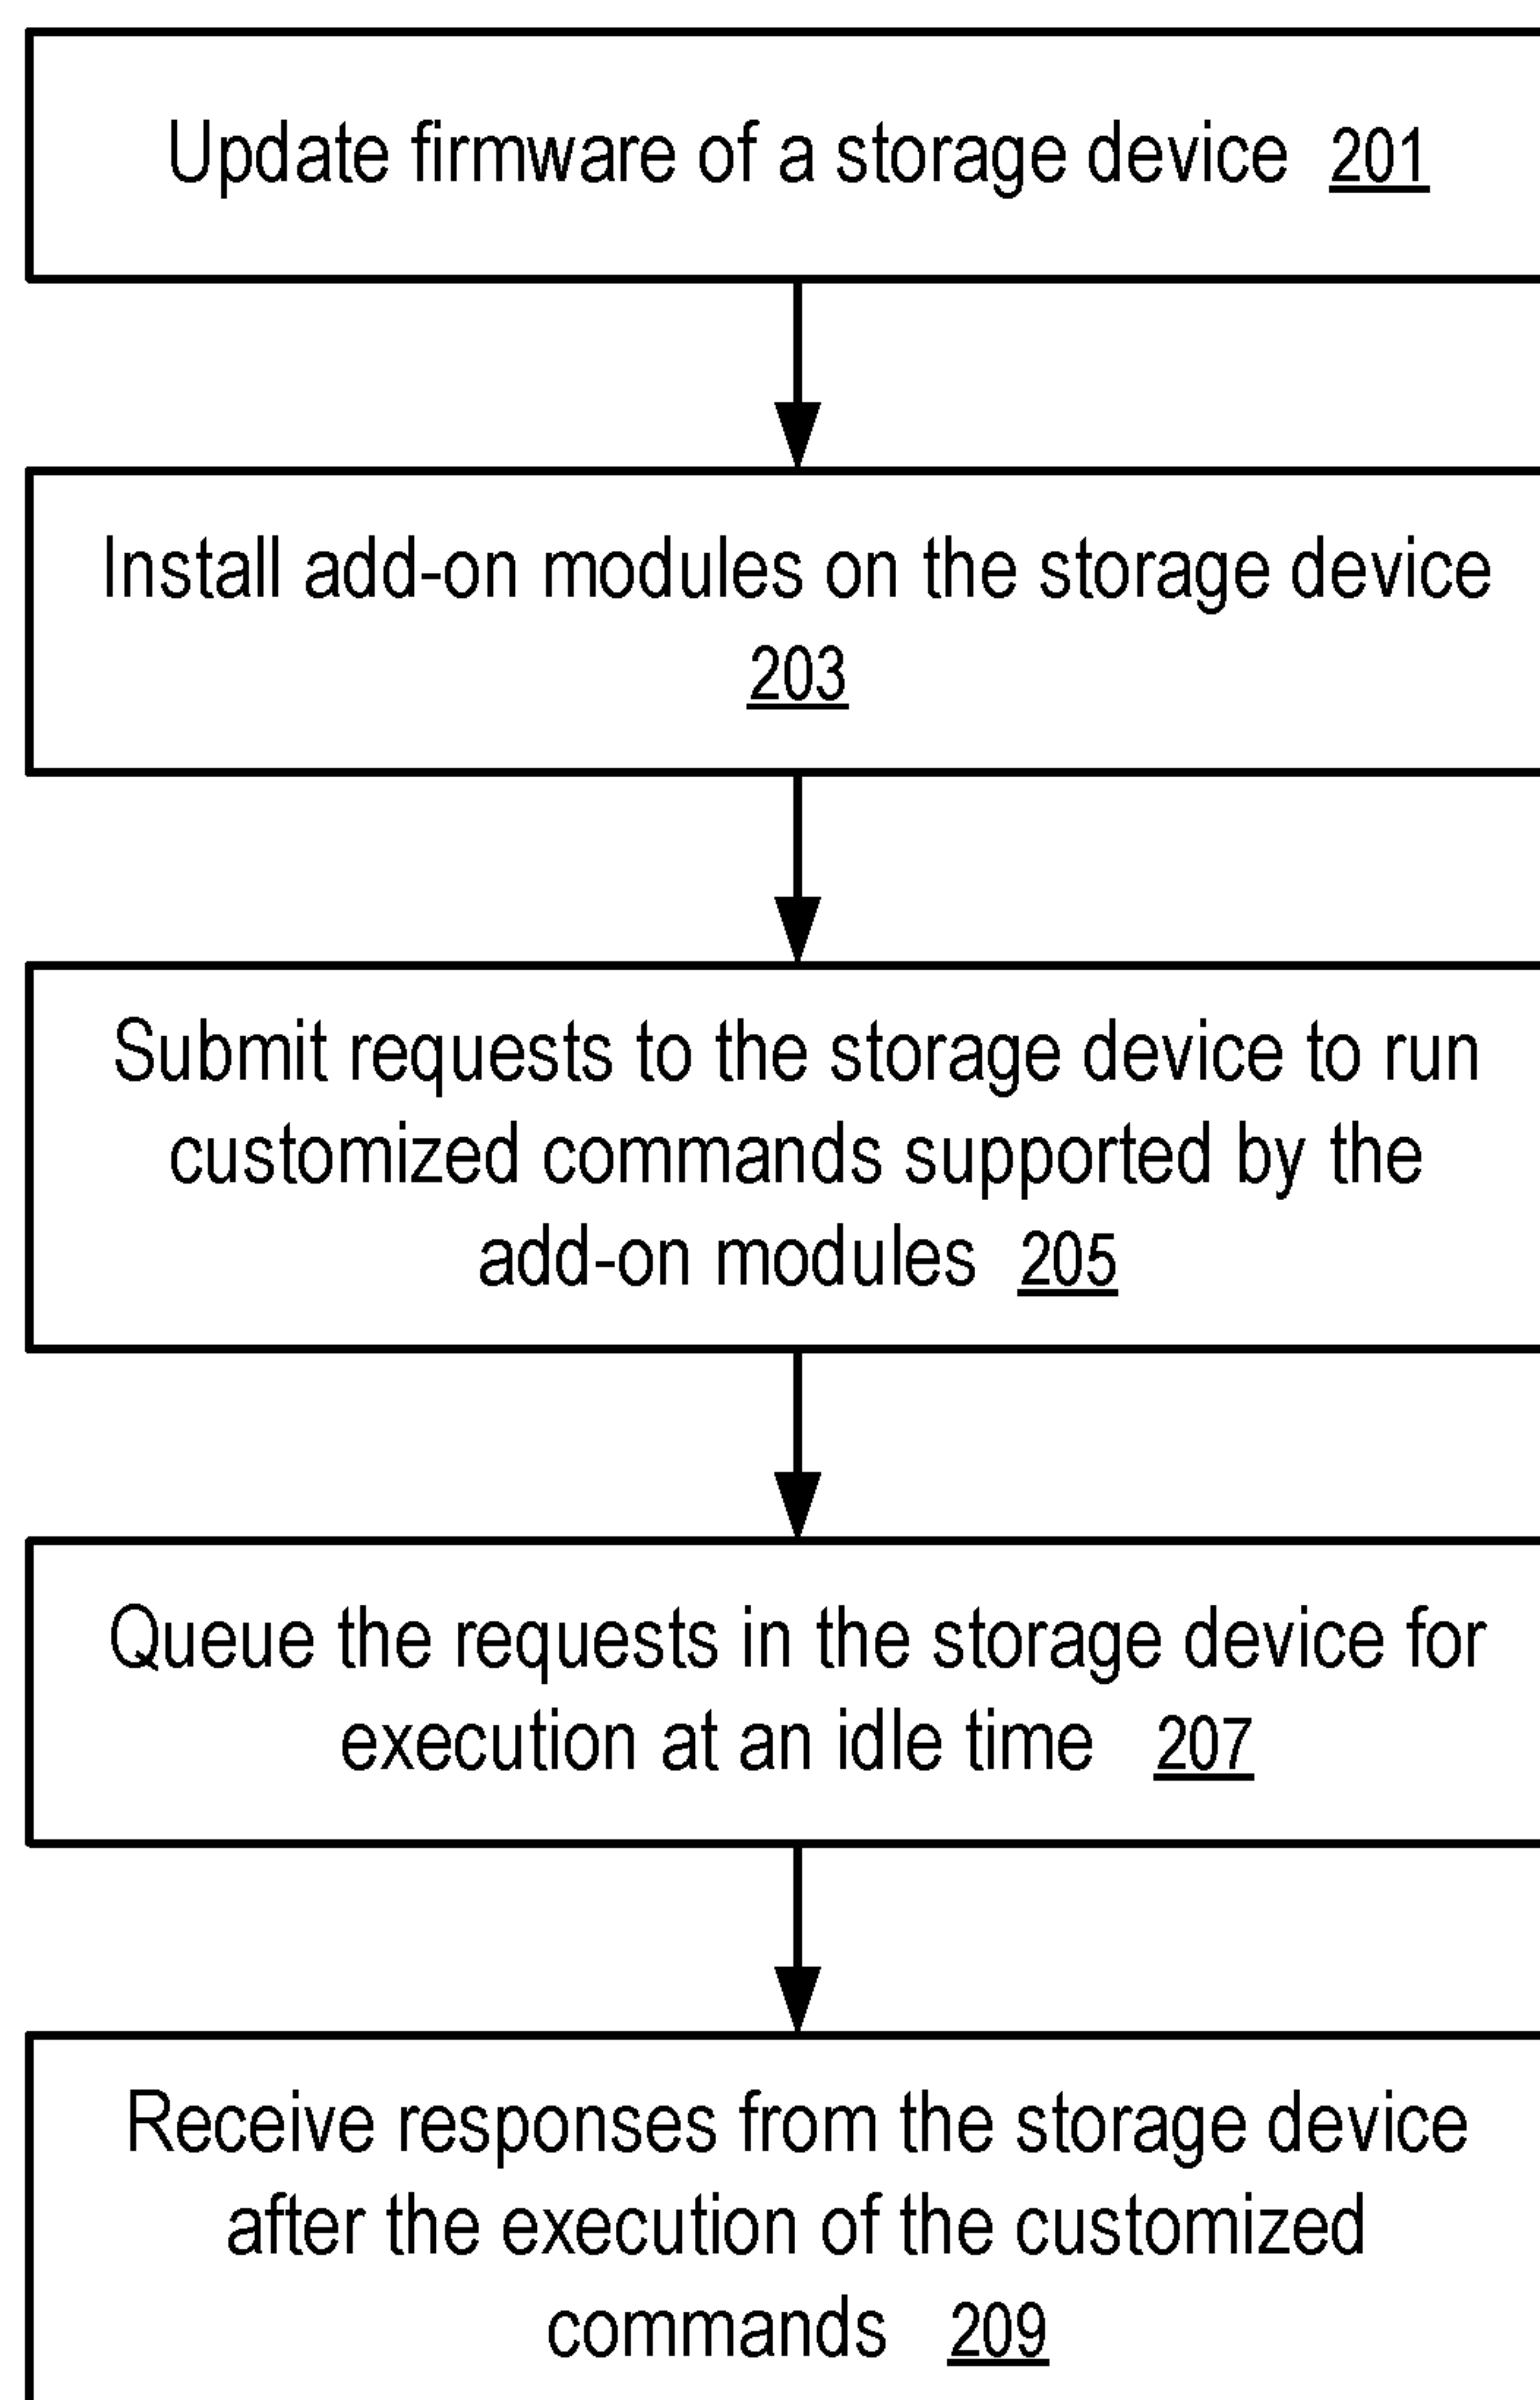 Update firmware of a storage device 201
Install add-on modules on the storage device
203
Submit requests to the storage device to run
customized commands supported by the
add-on modules 205
Queue the requests in the storage device for
execution at an idle time 207
Receive responses from the storage device
after the execution of the customized
commands 209